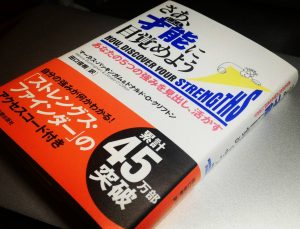 さあ、
才能に
目覚めよう
あなたの5つの強みを見出し、活かす
NOW, DISCOVER YOUR STRENGTHS
マーカス・バッキンガム&ドナルド・O・クリフトン
田口俊樹 訳
自分の強みが何かわかる!
「ストレングス・
ファインダー」の
アクセスコード付き
累計
45万部
突破